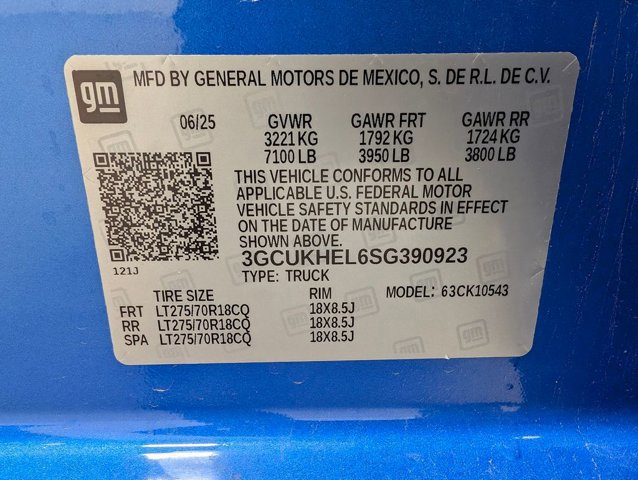 gm
MFD BY GENERAL MOTORS DE MEXICO, S. DE R.L. DE C.V.
06/25 GVWR GAWR FRT GAWR RR
3221 KG 1792 KG 1724 KG
7100 LB 3950 LB 3800 LB
THIS VEHICLE CONFORMS TO ALL
APPLICABLE U.S. FEDERAL MOTOR
VEHICLE SAFETY STANDARDS IN EFFECT
ON THE DATE OF MANUFACTURE
SHOWN ABOVE.
3GCUKHEL6SG390923
121J TYPE: TRUCK
TIRE SIZE RIM MODEL: 63CK10543
FRT LT275/70R18CQ 18X8.5J
RR LT275/70R18CQ 18X8.5J
SPA LT275/70R18CQ 18X8.5J